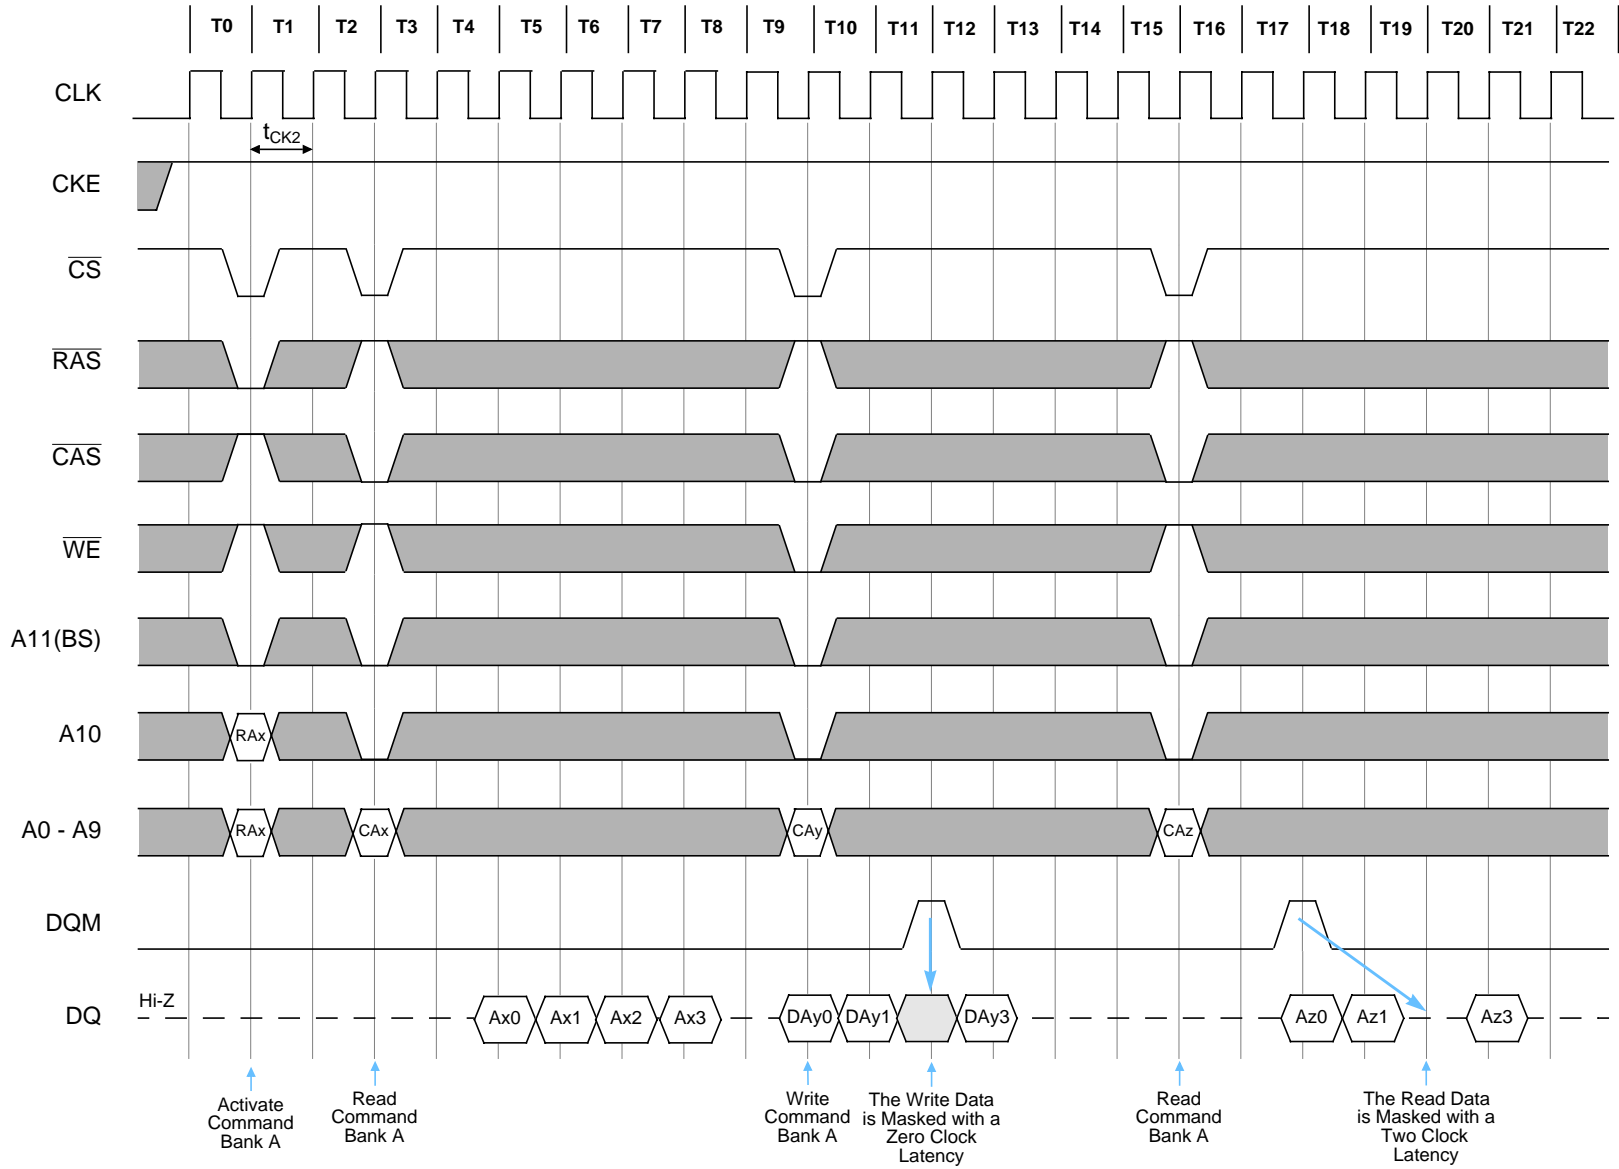 T0 T1 T2 T3 T4 T5 T6 T7 T8 T9 T10 T11 T12 T13 T14 T15 T16 T17 T18 T19 T20 T21 T22
CLK
tCK2
CKE
CS
RAS
CAS
WE
A11(BS)
A10
RAx
A0 - A9
RAx CAx CAy CAz
DQM
DQ
Hi-Z
Ax0 Ax1 Ax2 Ax3 DAy0 DAy1 DAy3 Az0 Az1 Az3
Activate
Command
Bank A
Read
Command
Bank A
Write
Command
Bank A
The Write Data
is Masked with a
Zero Clock
Latency
Read
Command
Bank A
The Read Data
is Masked with a
Two Clock
Latency